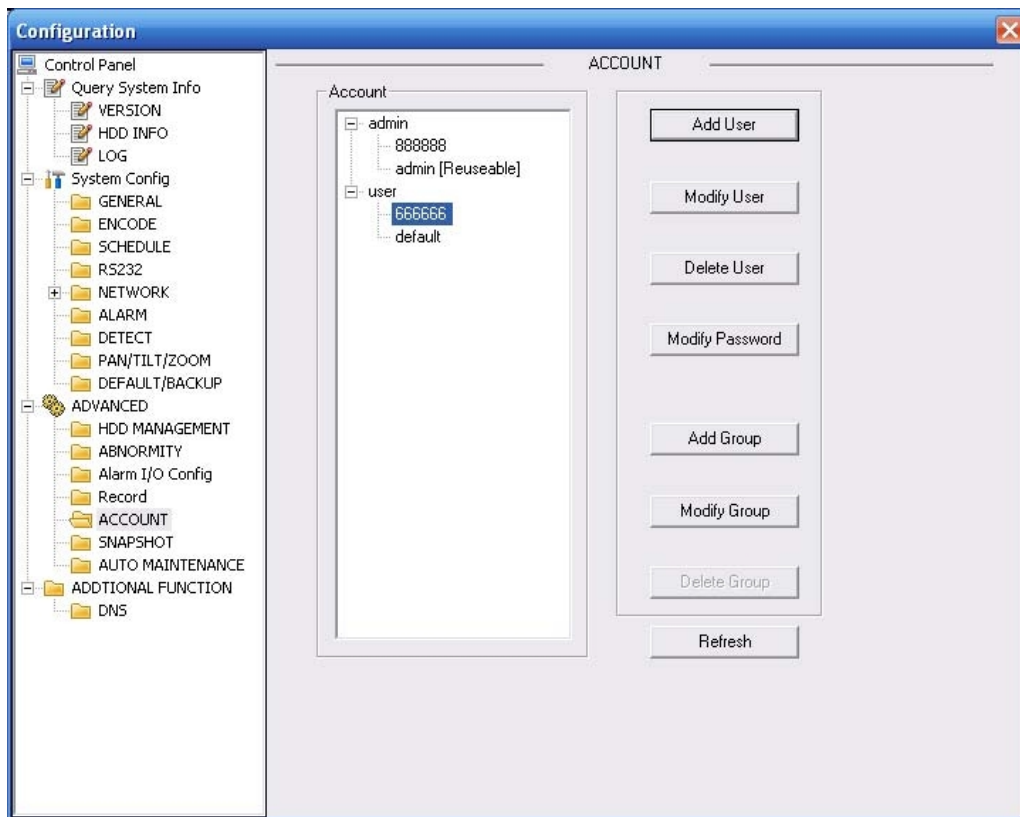 Configuration
Control Panel
Query System Info
VERSION
HDD INFO
LOG
System Config
GENERAL
ENCODE
SCHEDULE
RS232
NETWORK
ALARM
DETECT
PAN/TILT/ZOOM
DEFAULT/BACKUP
ADVANCED
HDD MANAGEMENT
ABNORMITY
Alarm I/O Config
Record
ACCOUNT
SNAPSHOT
AUTO MAINTENANCE
ADDTIONAL FUNCTION
DNS
ACCOUNT
Account
admin
888888
admin [Reuseable]
user
666666
default
Add User
Modify User
Delete User
Modify Password
Add Group
Modify Group
Delete Group
Refresh